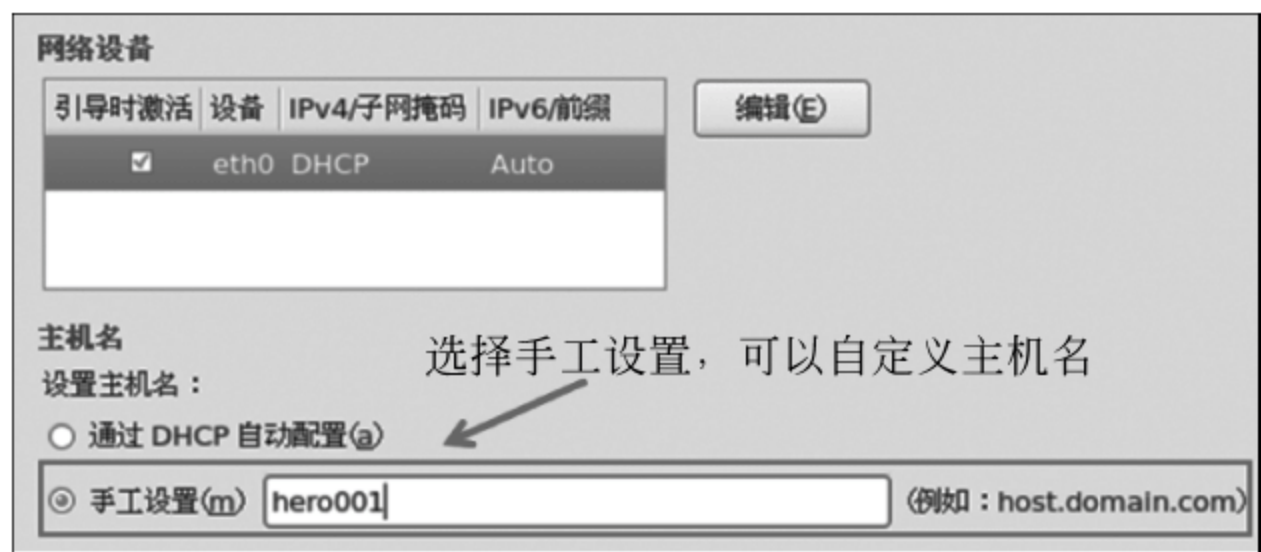 网络设备
引导时激活 设备 IPv4/子网掩码 IPv6/前缀 编辑(E)
eth0 DHCP Auto
主机名
选择手工设置，可以自定义主机名
设置主机名：
通过 DHCP 自动配置(a)
手工设置(m) hero001 (例如：host.domain.com)